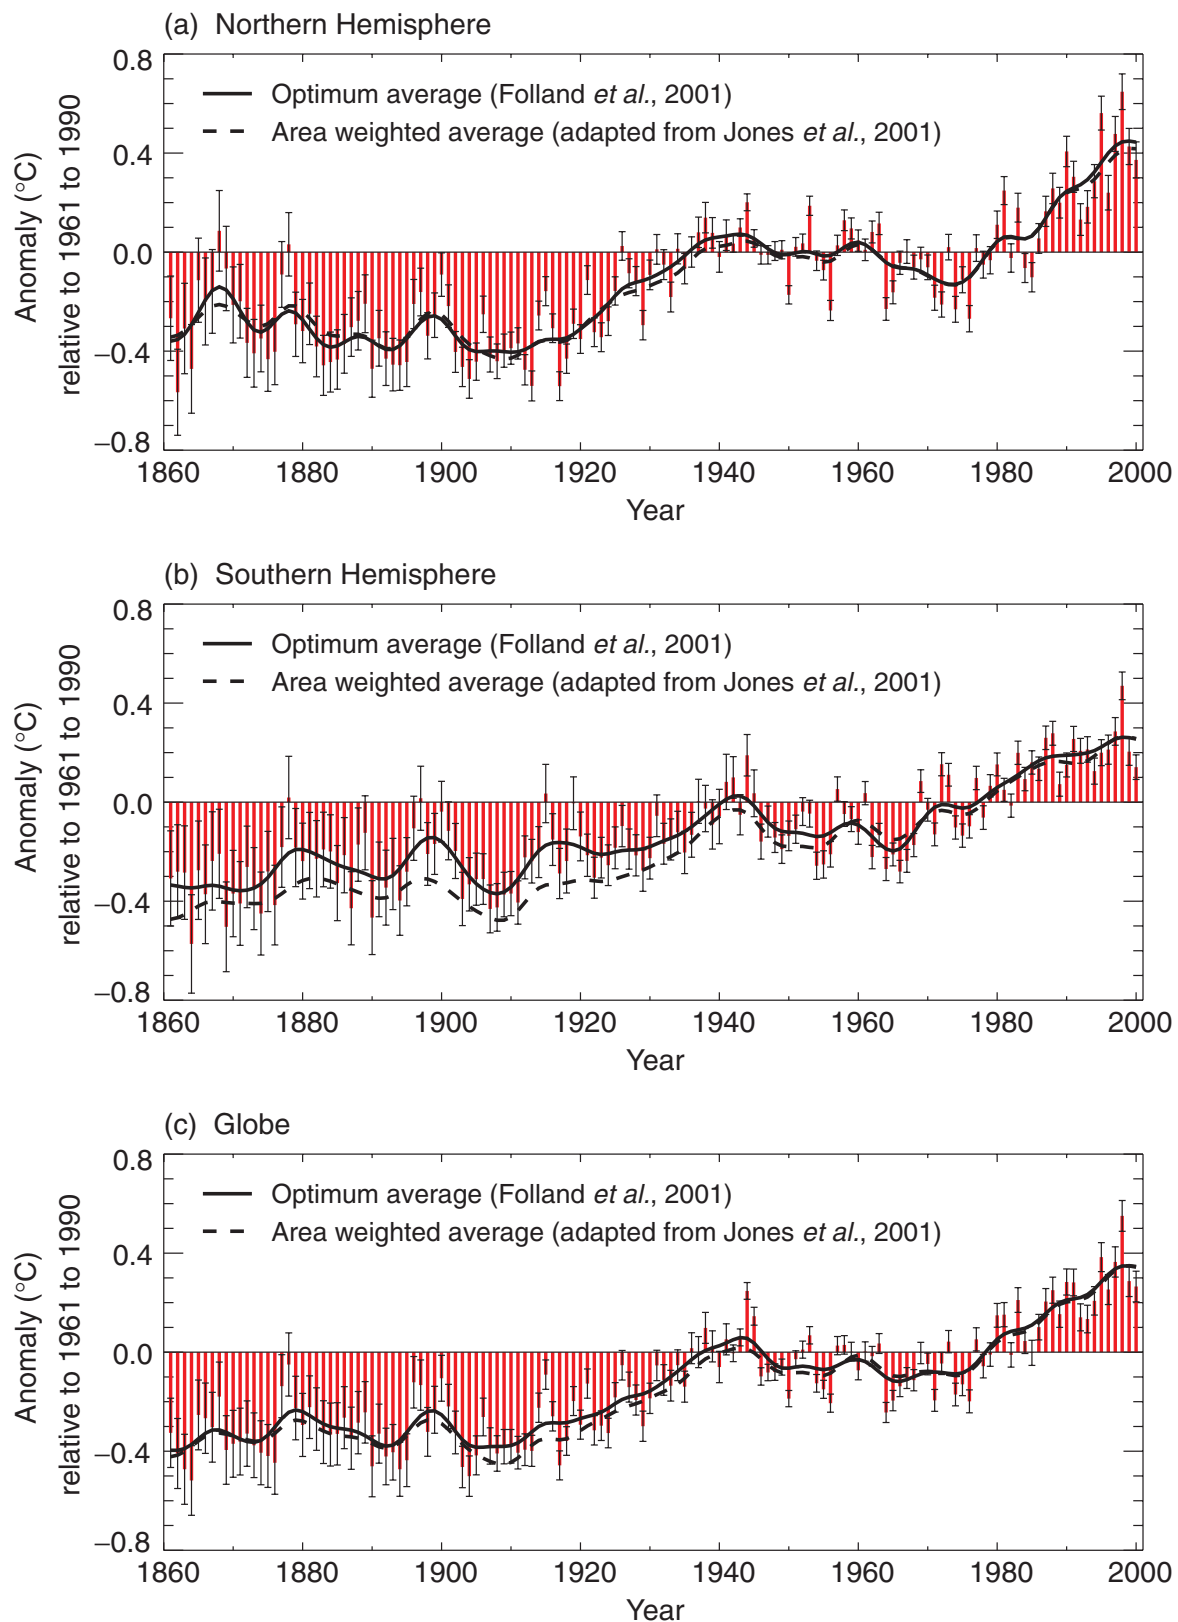 (a) Northern Hemisphere
0.8
Optimum average (Folland et al., 2001)
Area weighted average (adapted from Jones et al., 2001)
0.4
0.0
−0.4
−0.8
Anomaly (°C)
relative to 1961 to 1990
1860 1880 1900 1920 1940 1960 1980 2000
Year
(b) Southern Hemisphere
0.8
Optimum average (Folland et al., 2001)
Area weighted average (adapted from Jones et al., 2001)
0.4
0.0
−0.4
−0.8
Anomaly (°C)
relative to 1961 to 1990
1860 1880 1900 1920 1940 1960 1980 2000
Year
(c) Globe
0.8
Optimum average (Folland et al., 2001)
Area weighted average (adapted from Jones et al., 2001)
0.4
0.0
−0.4
−0.8
Anomaly (°C)
relative to 1961 to 1990
1860 1880 1900 1920 1940 1960 1980 2000
Year